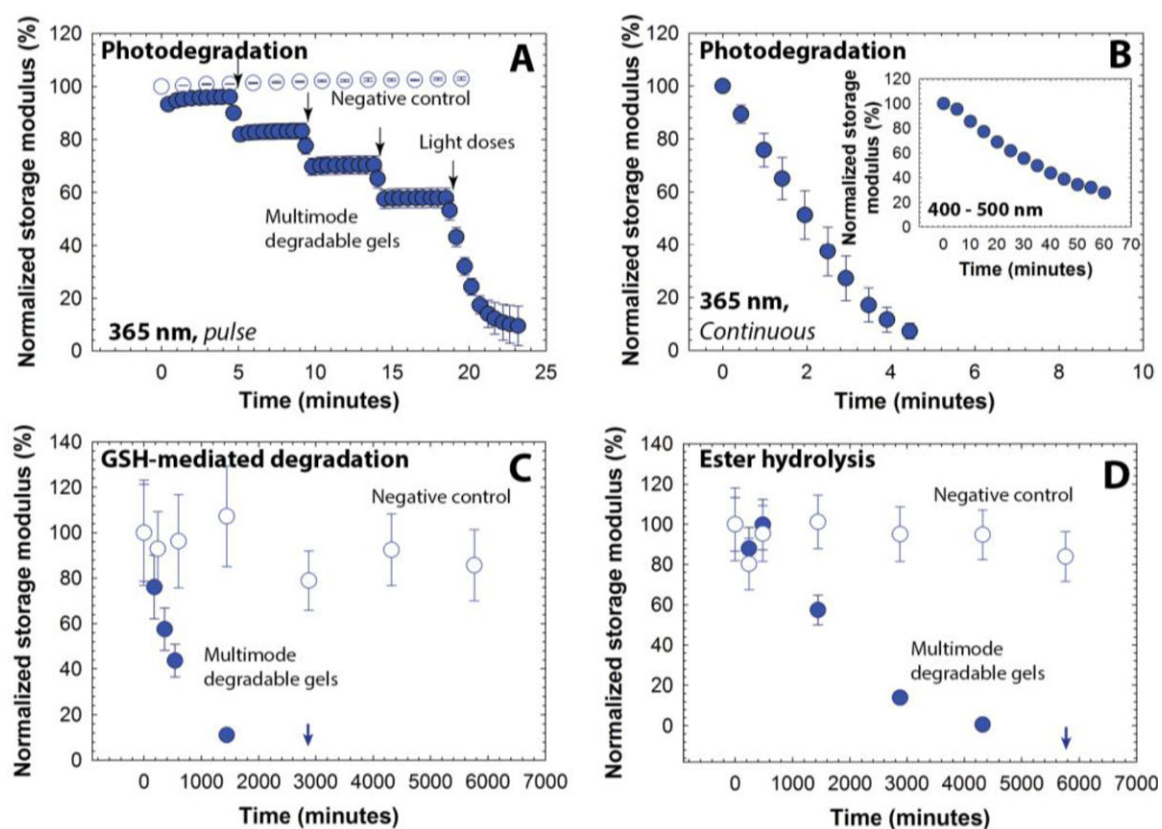 Photodegradation
A
Negative control
Light doses
Multimode
degradable gels
365 nm, pulse
Normalized storage modulus (%)
0
20
40
60
80
100
120
0 5 10 15 20 25
Time (minutes)
Photodegradation
B
365 nm,
Continuous
Normalized storage modulus (%)
0
20
40
60
80
100
120
0 2 4 6 8 10
Time (minutes)
Normalized storage
modulus (%)
120
100
80
60
40
20
0
400 - 500 nm
0 10 20 30 40 50 60 70
Time (minutes)
GSH-mediated degradation
C
Negative control
Multimode
degradable gels
Normalized storage modulus (%)
140
120
100
80
60
40
20
0
0 1000 2000 3000 4000 5000 6000 7000
Time (minutes)
Ester hydrolysis
D
Negative control
Multimode
degradable gels
Normalized storage modulus (%)
140
120
100
80
60
40
20
0
0 1000 2000 3000 4000 5000 6000 7000
Time (minutes)